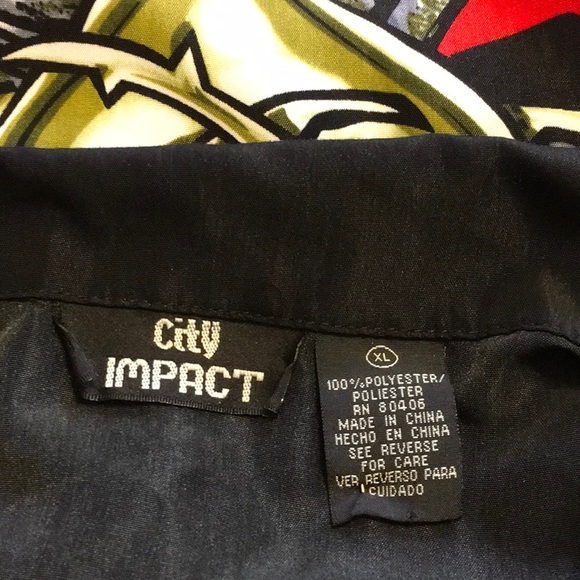 City
IMPACT
XL
100% POLYESTER/
POLIESTER
RN 80406
MADE IN CHINA
HECHO EN CHINA
SEE REVERSE
FOR CARE
VER REVERSO PARA
CUIDADO